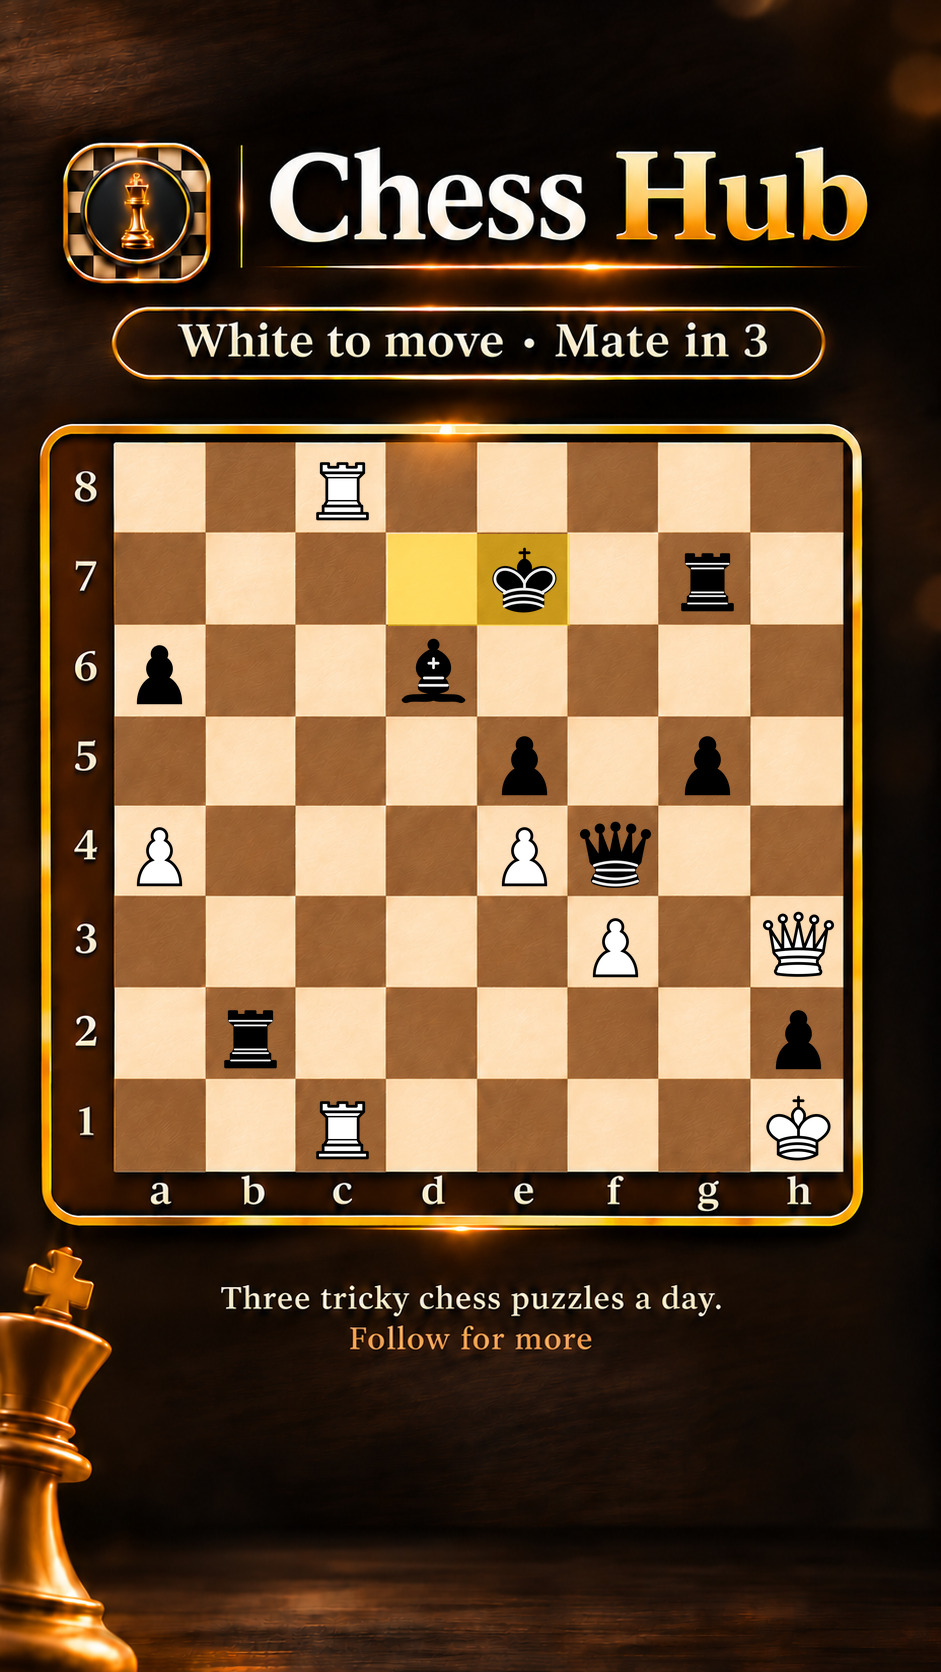 Chess Hub
White to move • Mate in 3
8
7
6
5
4
3
2
1
a b c d e f g h
Three tricky chess puzzles a day.
Follow for more